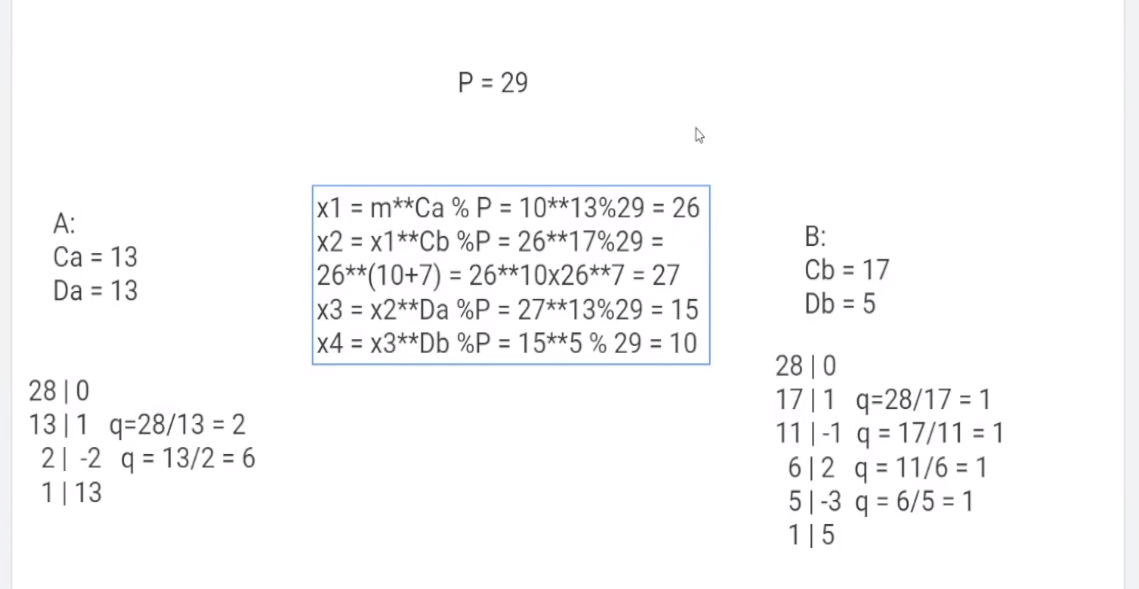 P = 29
A:
Ca = 13
Da = 13
x1 = m**Ca % P = 10**13%29 = 26
x2 = x1**Cb %P = 26**17%29 =
26**(10+7) = 26**10x26**7 = 27
x3 = x2**Da %P = 27**13%29 = 15
x4 = x3**Db %P = 15**5 % 29 = 10
B:
Cb = 17
Db = 5
28 | 0
13 | 1 q=28/13 = 2
2 | -2 q = 13/2 = 6
1 | 13
28 | 0
17 | 1 q=28/17 = 1
11 | -1 q = 17/11 = 1
6 | 2 q = 11/6 = 1
5 | -3 q = 6/5 = 1
1 | 5